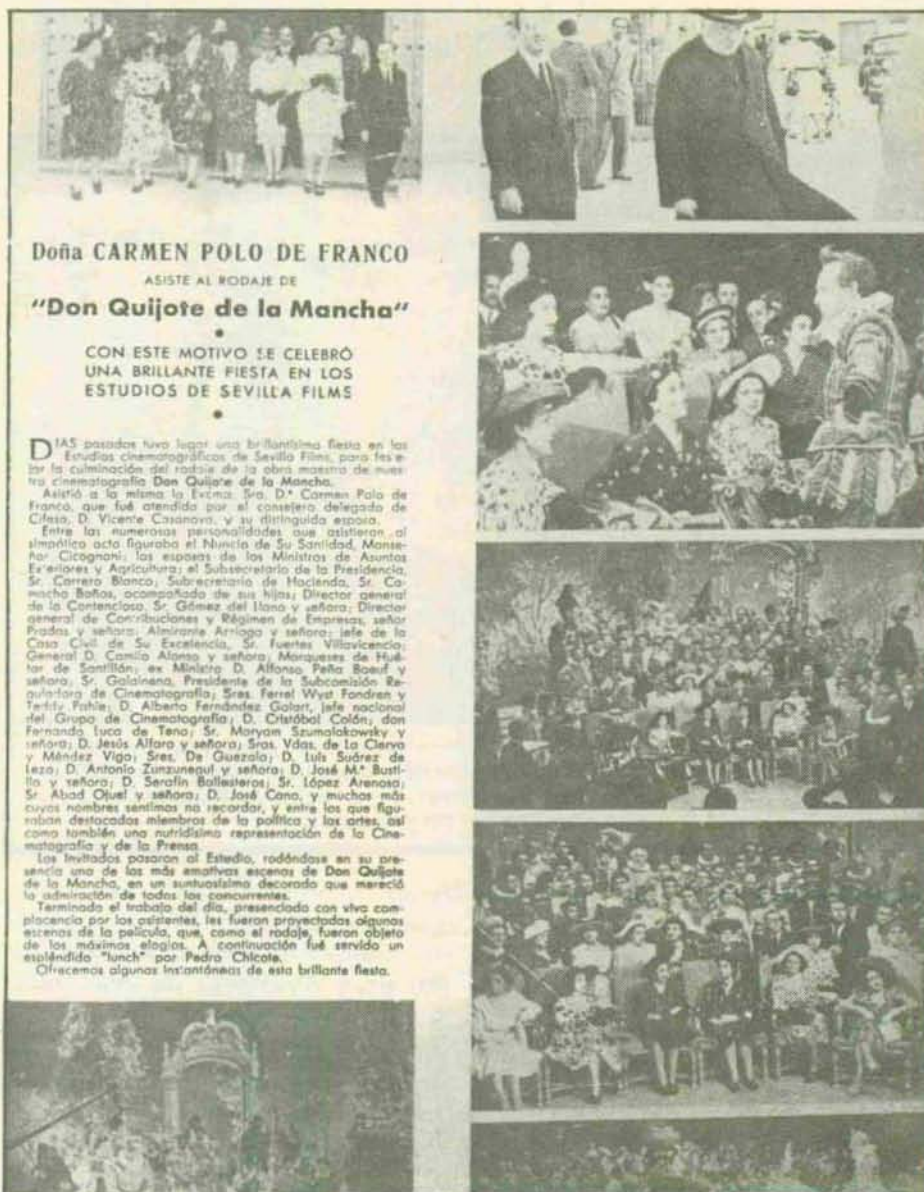 Doña CARMEN POLO DE FRANCO
ASISTE AL RODAJE DE
"Don Quijote de la Mancha"
CON ESTE MOTIVO SE CELEBRÓ
UNA BRILLANTE FIESTA EN LOS
ESTUDIOS DE SEVILLA FILMS
DIAS pasados tuvo lugar una brillantísima fiesta en los
Estudios cinematográficos de Sevilla Films, para feste-
jar la culminación del rodaje de la obra maestra de nues-
tra cinematografía Don Quijote de la Mancha.
Asistió a la misma la Excma. Sra. D.ª Carmen Polo de
Franco, que fué atendida por el consejero delegado de
Cifesa, D. Vicente Casanova, y su distinguida esposa.
Entre las numerosas personalidades que asistieron al
simpático acto figuraba el Nuncio de Su Santidad, Monse-
ñor Cicognani; las esposas de los Ministros de Asuntos
Exteriores y Agricultura; el Subsecretario de la Presidencia,
Sr. Carrero Blanco; Subsecretario de Hacienda, Sr. Ca-
macho Baños, acompañado de sus hijas; Director general
de lo Contencioso, Sr. Gómez del Llano y señora; Director
general de Contribuciones y Régimen de Empresas, señor
Prados y señora; Almirante Arriaga y señora; Jefe de la
Casa Civil de Su Excelencia, Sr. Fuertes Villavicencio;
General D. Camilo Alonso y señora; Marqueses de Hué-
tor de Santillán; ex Ministro D. Alfonso Peña Boeuf y
señora; Sr. Galainena, Presidente de la Subcomisión Re-
guladora de Cinematografía; Sres. Ferrel Wyst Fondren y
Teddy Pahle; D. Alberto Fernández Galart, jefe nacional
del Grupo de Cinematografía; D. Cristóbal Colón; don
Fernando Luca de Tena; Sr. Maryam Szumalakowsky y
señora; D. Jesús Alfaro y señora; Sras. Vdas. de La Cierva
y Méndez Vigo; Sres. De Guezala; D. Luis Suárez de
Lezo; D. Antonio Zunzunegui y señora; D. José M.ª Busti-
llo y señora; D. Serafín Ballesteros; Sr. López Arenosa;
Sr. Abad Ojuel y señora; D. José Cano, y muchos más
cuyos nombres sentimos no recordar, y entre los que figu-
raban destacados miembros de la política y las artes, así
como también una nutridísima representación de la Cine-
matografía y de la Prensa.
Los invitados pasaron al Estudio, rodándose en su pre-
sencia una de las más emotivas escenas de Don Quijote
de la Mancha, en un suntuosísimo decorado que mereció
la admiración de todos los concurrentes.
Terminado el trabajo del día, presenciado con viva com-
placencia por los asistentes, les fueron proyectadas algunas
escenas de la película, que, como el rodaje, fueron objeto
de los máximos elogios. A continuación fué servido un
espléndido "lunch" por Pedro Chicote.
Ofrecemos algunas instantáneas de esta brillante fiesta.